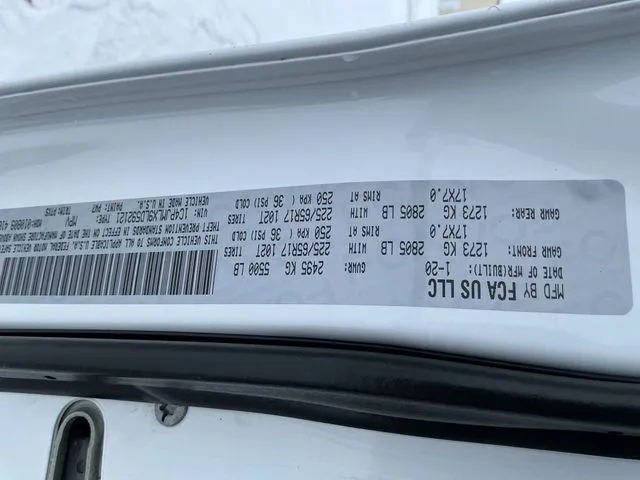 MFD BY FCA US LLC
DATE OF MFR(BUILT): 1-20 GVWR: 2495 KG 5500 LB
GAWR FRONT: 1273 KG 2805 LB WITH 225/65R17 102T TIRES
17X7.0 RIMS AT 250 KPA( 36 PSI) COLD
GAWR REAR: 1273 KG 2805 LB WITH 225/65R17 102T TIRES
17X7.0 RIMS AT 250 KPA( 36 PSI) COLD
THIS VEHICLE CONFORMS TO ALL APPLICABLE U.S.A. FEDERAL MOTOR VEHICLE
THEFT PREVENTION STANDARDS IN EFFECT ON THE DATE OF MANUFACTURE SHOWN
VIN: 1C4PJMLX9LD592121 TYPE: MPV
VEHICLE MADE IN U.S.A. PAINT: PW7 TRIM: